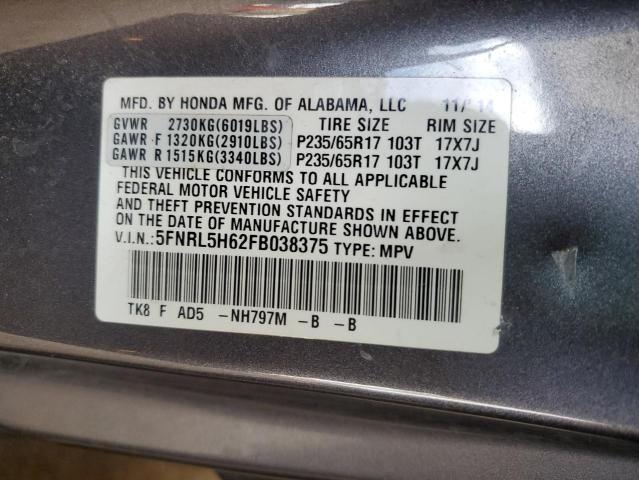 MFD. BY HONDA MFG. OF ALABAMA, LLC 11/14
GVWR 2730KG(6019LBS) TIRE SIZE RIM SIZE
GAWR F 1320KG(2910LBS) P235/65R17 103T 17X7J
GAWR R 1515KG(3340LBS) P235/65R17 103T 17X7J
THIS VEHICLE CONFORMS TO ALL APPLICABLE
FEDERAL MOTOR VEHICLE SAFETY
AND THEFT PREVENTION STANDARDS IN EFFECT
ON THE DATE OF MANUFACTURE SHOWN ABOVE.
V.I.N.: 5FNRL5H62FB038375 TYPE: MPV
TK8 F AD5 -NH797M -B -B